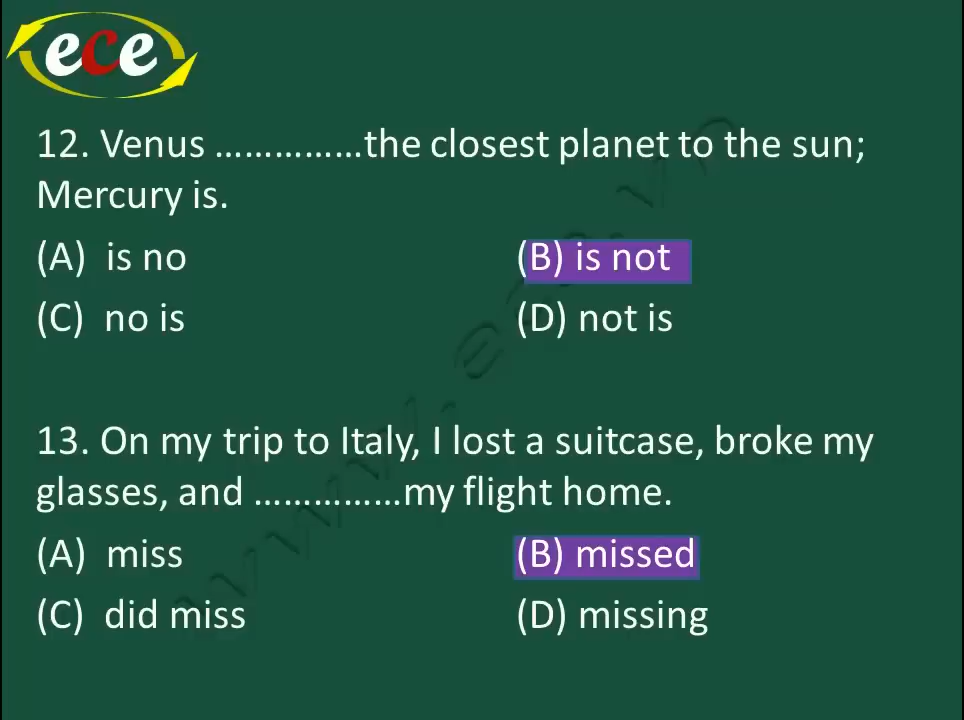 ece
12. Venus ……………the closest planet to the sun;
Mercury is.
(A) is no (B) is not
(C) no is (D) not is
13. On my trip to Italy, I lost a suitcase, broke my
glasses, and ……………my flight home.
(A) miss (B) missed
(C) did miss (D) missing